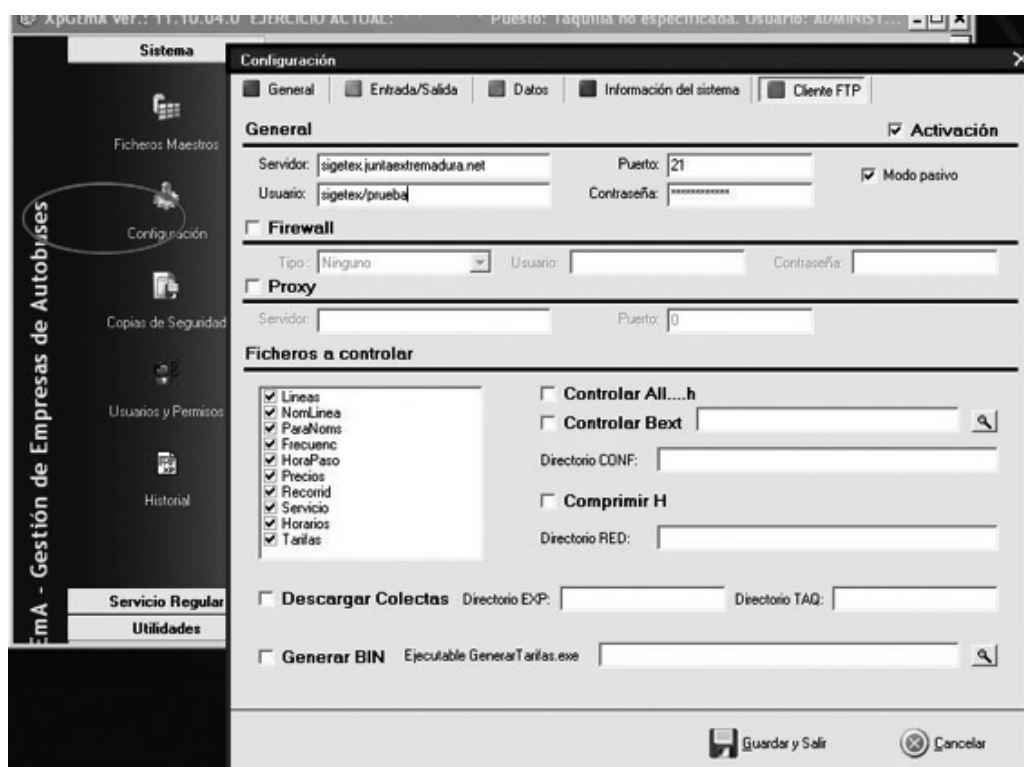 XpGEmA Ver.: 11.10.04.0 EJERCICIO ACTUAL: Puesto: Taquilla no especificada. Usuario: ADMINIST...
EmA - Gestión de Empresas de Autobuses
Sistema
Ficheros Maestros
Configuración
Copias de Seguridad
Usuarios y Permisos
Historial
Servicio Regular
Utilidades
Configuración
General Entrada/Salida Datos Información del sistema Cliente FTP
General Activación
Servidor: sigetex.juntaextremadura.net Puerto: 21 Modo pasivo
Usuario: sigetex/prueba Contraseña: ************
Firewall
Tipo: Ninguno Usuario: Contraseña:
Proxy
Servidor: Puerto: 0
Ficheros a controlar
Lineas
NomLinea
ParaNoms
Frecuenc
HoraPaso
Precios
Recorrid
Servicio
Horarios
Tarifas
Controlar All....h
Controlar Bext
Directorio CONF:
Comprimir H
Directorio RED:
Descargar Colectas Directorio EXP: Directorio TAQ:
Generar BIN Ejecutable GenerarTarifas.exe
Guardar y Salir Cancelar